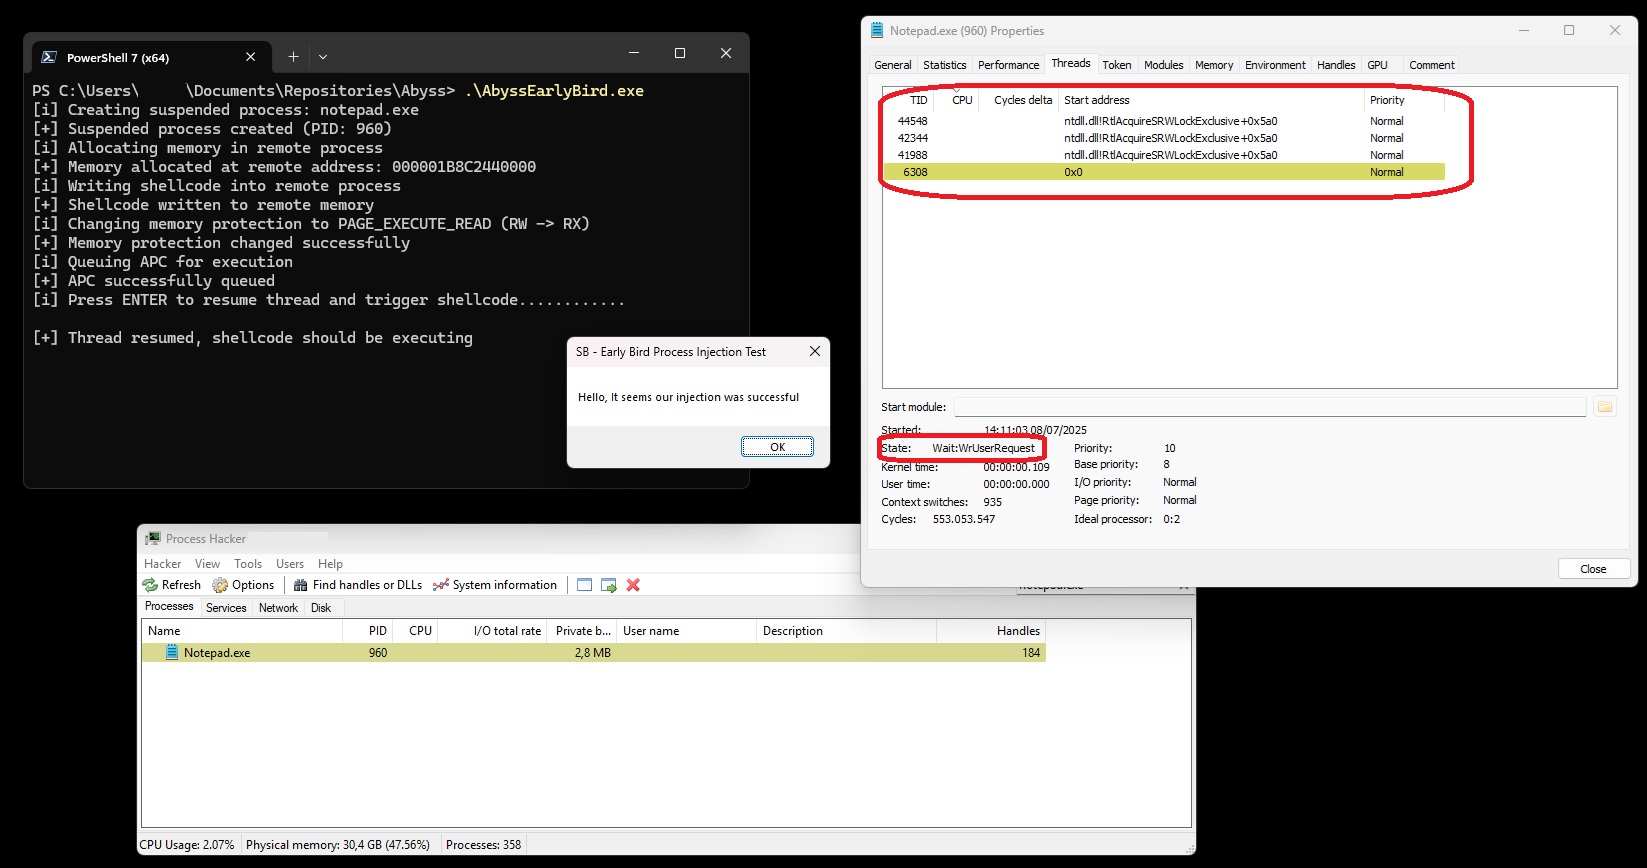 PowerShell 7 (x64)
PS C:\Users\ \Documents\Repositories\Abyss> .\AbyssEarlyBird.exe
[i] Creating suspended process: notepad.exe
[+] Suspended process created (PID: 960)
[i] Allocating memory in remote process
[+] Memory allocated at remote address: 000001B8C2440000
[i] Writing shellcode into remote process
[+] Shellcode written to remote memory
[i] Changing memory protection to PAGE_EXECUTE_READ (RW -> RX)
[+] Memory protection changed successfully
[i] Queuing APC for execution
[+] APC successfully queued
[i] Press ENTER to resume thread and trigger shellcode............
[+] Thread resumed, shellcode should be executing
SB - Early Bird Process Injection Test
Hello, It seems our injection was successful
OK
Notepad.exe (960) Properties
General Statistics Performance Threads Token Modules Memory Environment Handles GPU Comment
TID CPU Cycles delta Start address Priority
44548 ntdll.dll!RtlAcquireSRWLockExclusive+0x5a0 Normal
42344 ntdll.dll!RtlAcquireSRWLockExclusive+0x5a0 Normal
41988 ntdll.dll!RtlAcquireSRWLockExclusive+0x5a0 Normal
6308 0x0 Normal
Start module:
Started: 14:11:03 08/07/2025
State: Wait:WrUserRequest Priority: 10
Kernel time: 00:00:00.109 Base priority: 8
User time: 00:00:00.000 I/O priority: Normal
Context switches: 935 Page priority: Normal
Cycles: 553.053.547 Ideal processor: 0:2
Close
Process Hacker
Hacker View Tools Users Help
Refresh Options Find handles or DLLs System information
Processes Services Network Disk
Name PID CPU I/O total rate Private b... User name Description Handles
Notepad.exe 960 2,8 MB 184
CPU Usage: 2.07% Physical memory: 30,4 GB (47.56%) Processes: 358